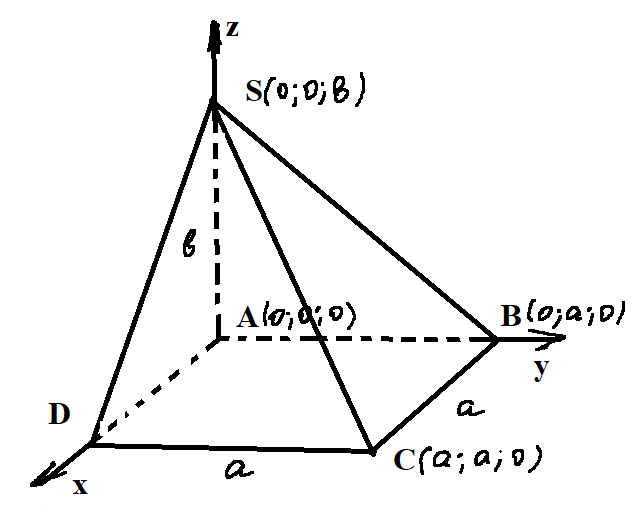 z
S(0;0;в)
в
A(0;0;0)
B(0;a;0)
y
D
a
C(a;a;0)
a
x